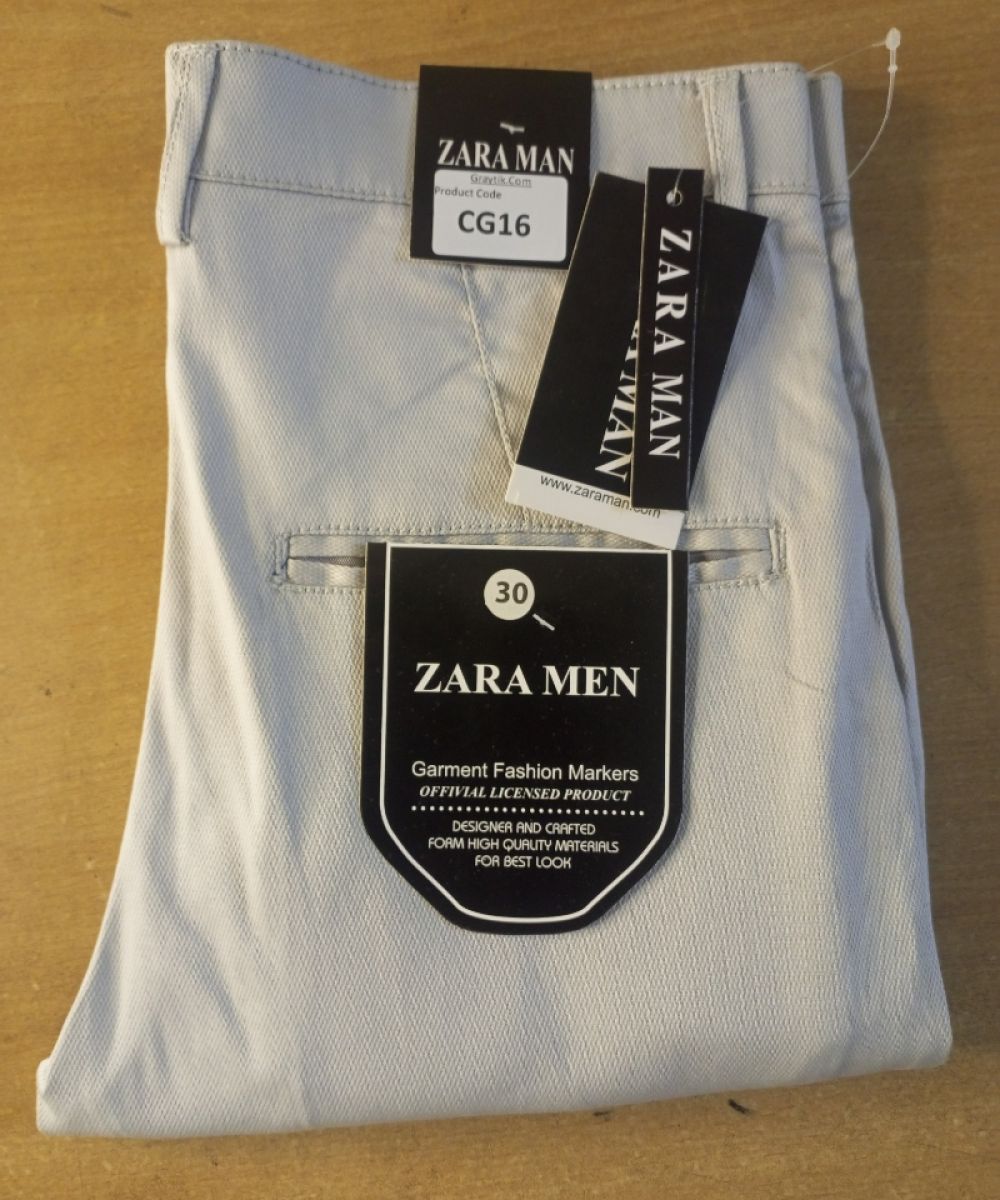 ZARA MAN
Graytik.Com
Product Code
CG16
ZARA MAN
MAN
www.zaraman.com
30
ZARA MEN
Garment Fashion Markers
OFFIVIAL LICENSED PRODUCT
DESIGNER AND CRAFTED
FORM HIGH QUALITY MATERIALS
FOR BEST LOOK